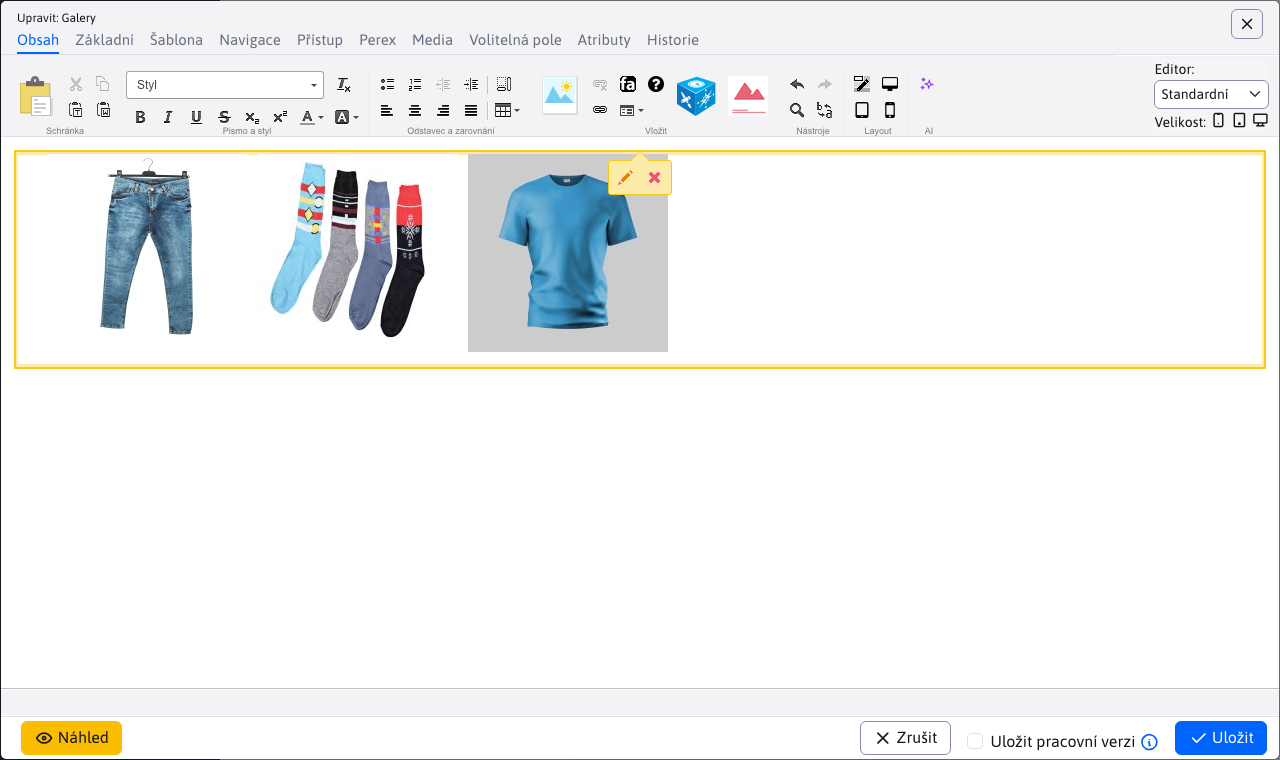 Upravit: Galery
Obsah Základní Šablona Navigace Přístup Perex Media Volitelná pole Atributy Historie
Styl
Editor:
Standardní
Velikost:
Schránka Písmo a styl Odstavec a zarovnání Vložit Nástroje Layout AI
Náhled
Zrušit
Uložit pracovní verzi
Uložit